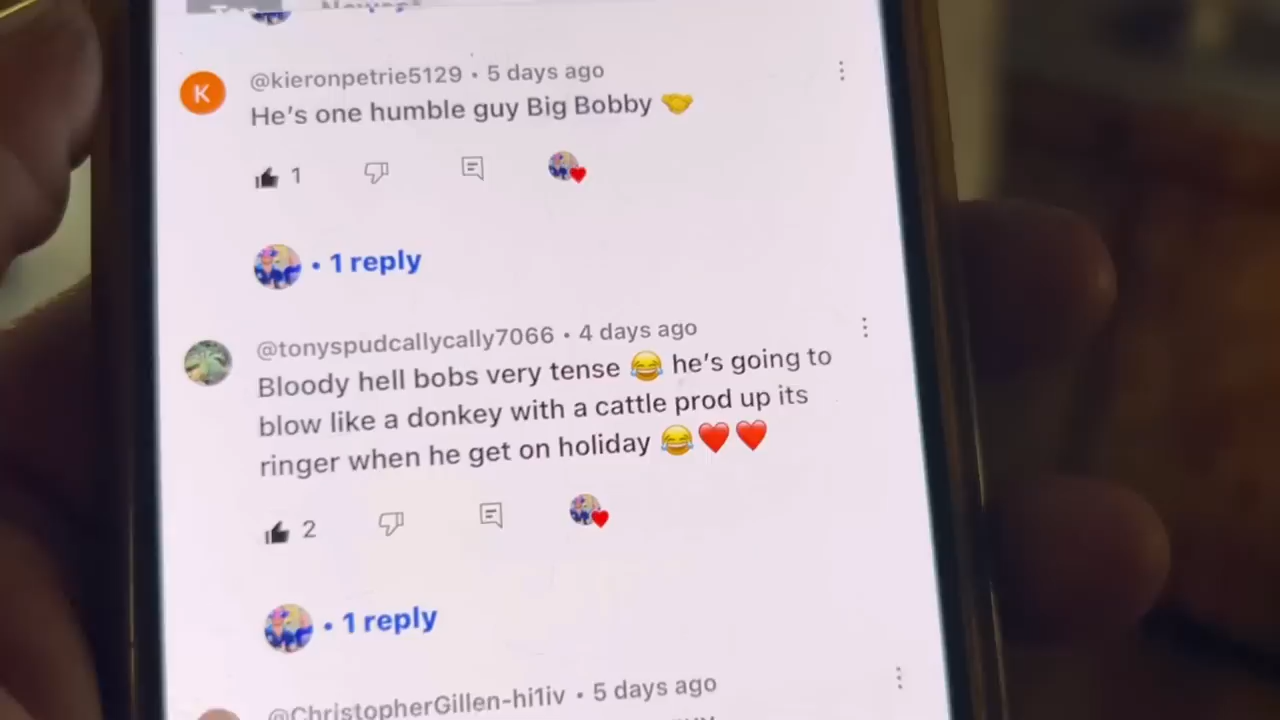 Top
@kieronpetrie5129 · 5 days ago
K
He's one humble guy Big Bobby 🤝
1
· 1 reply
@tonyspudcallycally7066 · 4 days ago
Bloody hell bobs very tense 😂 he's going to
blow like a donkey with a cattle prod up its
ringer when he get on holiday 😂❤️❤️
2
· 1 reply
@ChristopherGillen-hi1iv · 5 days ago